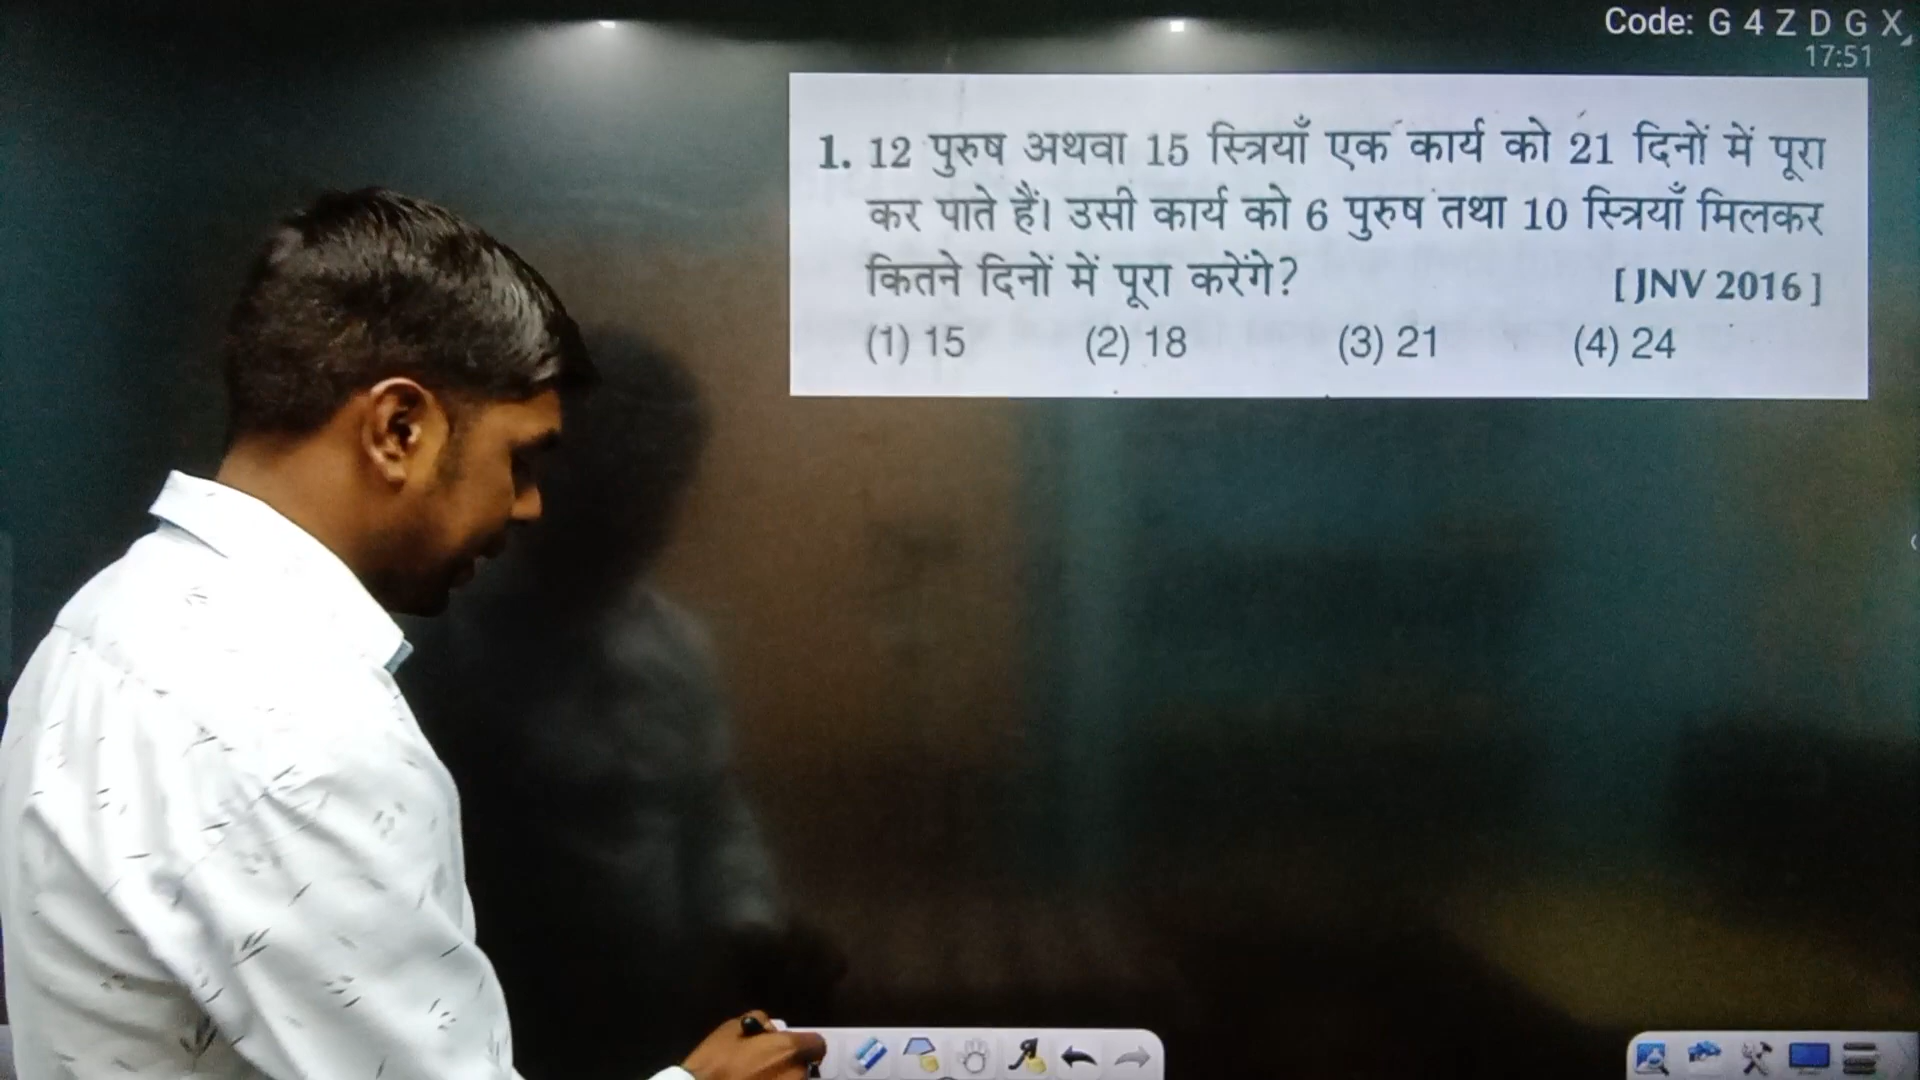 Code: G 4 Z D G X
17:51
1. 12 पुरुष अथवा 15 स्त्रियाँ एक कार्य को 21 दिनों में पूरा
कर पाते हैं। उसी कार्य को 6 पुरुष तथा 10 स्त्रियाँ मिलकर
कितने दिनों में पूरा करेंगे? [JNV 2016]
(1) 15 (2) 18 (3) 21 (4) 24